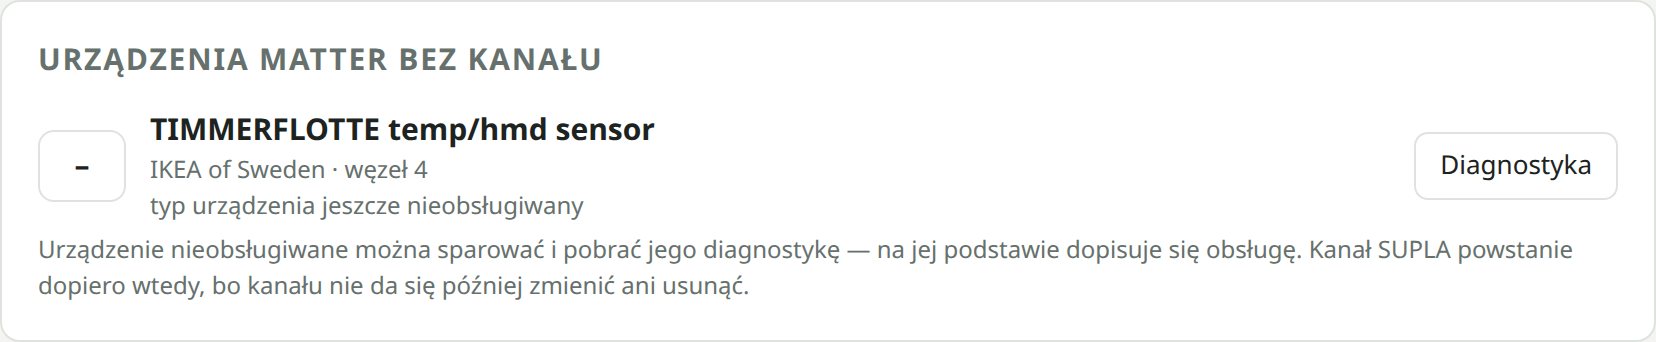 URZĄDZENIA MATTER BEZ KANAŁU
–
TIMMERFLOTTE temp/hmd sensor
IKEA of Sweden · węzeł 4
typ urządzenia jeszcze nieobsługiwany
Diagnostyka
Urządzenie nieobsługiwane można sparować i pobrać jego diagnostykę — na jej podstawie dopisuje się obsługę. Kanał SUPLA powstanie
dopiero wtedy, bo kanału nie da się później zmienić ani usunąć.